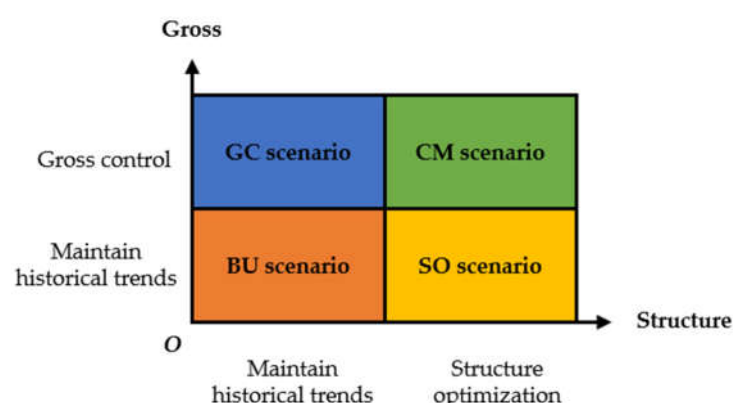 Gross
Gross control
GC scenario
CM scenario
Maintain
historical trends
BU scenario
SO scenario
Structure
O
Maintain
historical trends
Structure
optimization